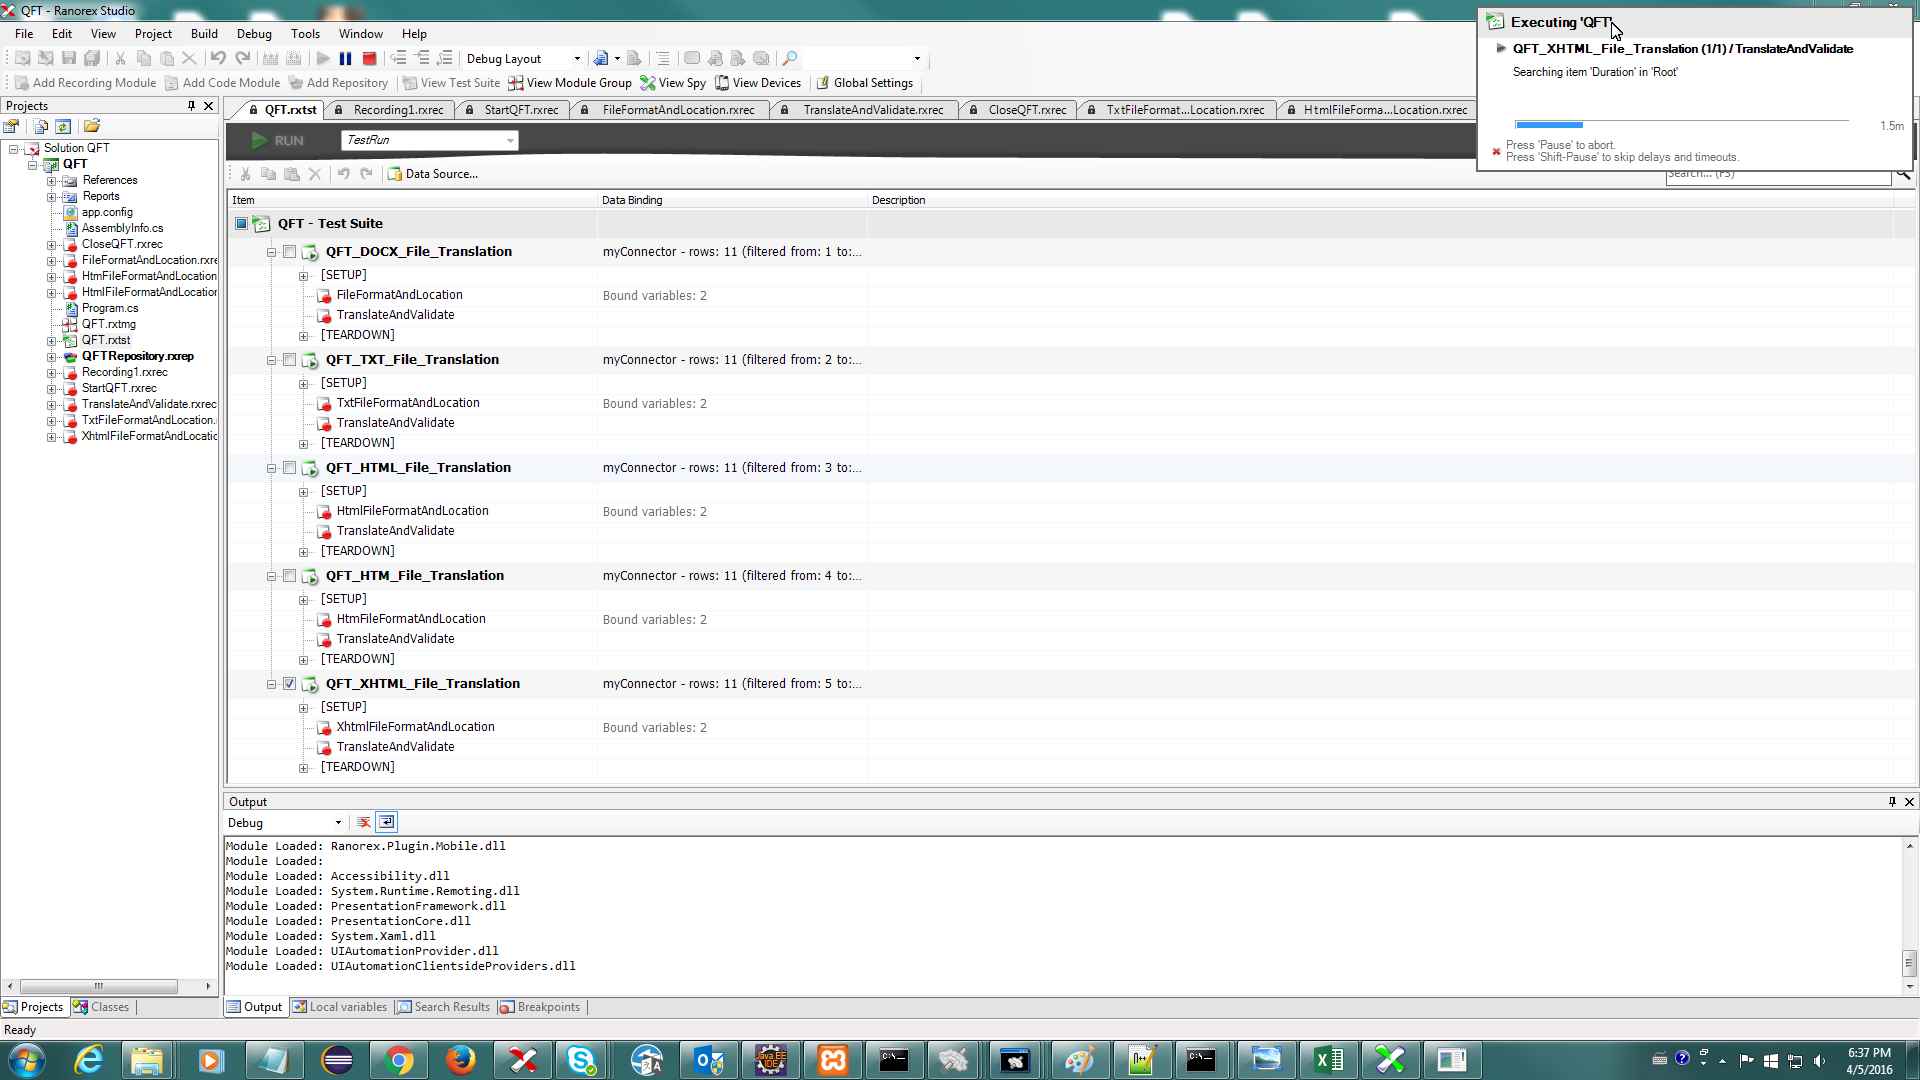 QFT - Ranorex Studio
File Edit View Project Build Debug Tools Window Help
Debug Layout
Add Recording Module Add Code Module Add Repository View Test Suite View Module Group View Spy View Devices Global Settings
Projects
Solution QFT
QFT
References
Reports
app.config
AssemblyInfo.cs
CloseQFT.rxrec
FileFormatAndLocation.rxre
HtmFileFormatAndLocation
HtmlFileFormatAndLocation
Program.cs
QFT.rxtmg
QFT.rxtst
QFTRepository.rxrep
Recording1.rxrec
StartQFT.rxrec
TranslateAndValidate.rxrec
TxtFileFormatAndLocation.
XhtmlFileFormatAndLocatic
Projects Classes
QFT.rxtst Recording1.rxrec StartQFT.rxrec FileFormatAndLocation.rxrec TranslateAndValidate.rxrec CloseQFT.rxrec TxtFileFormat...Location.rxrec HtmlFileForma...Location.rxrec
RUN TestRun
Data Source...
Search... (F3)
Item Data Binding Description
QFT - Test Suite
QFT_DOCX_File_Translation myConnector - rows: 11 (filtered from: 1 to:...
[SETUP]
FileFormatAndLocation Bound variables: 2
TranslateAndValidate
[TEARDOWN]
QFT_TXT_File_Translation myConnector - rows: 11 (filtered from: 2 to:...
[SETUP]
TxtFileFormatAndLocation Bound variables: 2
TranslateAndValidate
[TEARDOWN]
QFT_HTML_File_Translation myConnector - rows: 11 (filtered from: 3 to:...
[SETUP]
HtmlFileFormatAndLocation Bound variables: 2
TranslateAndValidate
[TEARDOWN]
QFT_HTM_File_Translation myConnector - rows: 11 (filtered from: 4 to:...
[SETUP]
HtmFileFormatAndLocation Bound variables: 2
TranslateAndValidate
[TEARDOWN]
QFT_XHTML_File_Translation myConnector - rows: 11 (filtered from: 5 to:...
[SETUP]
XhtmlFileFormatAndLocation Bound variables: 2
TranslateAndValidate
[TEARDOWN]
Executing 'QFT'
QFT_XHTML_File_Translation (1/1) / TranslateAndValidate
Searching item 'Duration' in 'Root'
1.5m
Press 'Pause' to abort.
Press 'Shift-Pause' to skip delays and timeouts.
Output
Debug
Module Loaded: Ranorex.Plugin.Mobile.dll
Module Loaded:
Module Loaded: Accessibility.dll
Module Loaded: System.Runtime.Remoting.dll
Module Loaded: PresentationFramework.dll
Module Loaded: PresentationCore.dll
Module Loaded: System.Xaml.dll
Module Loaded: UIAutomationProvider.dll
Module Loaded: UIAutomationClientsideProviders.dll
Output Local variables Search Results Breakpoints
Ready
Java EE
IDE
6:37 PM
4/5/2016